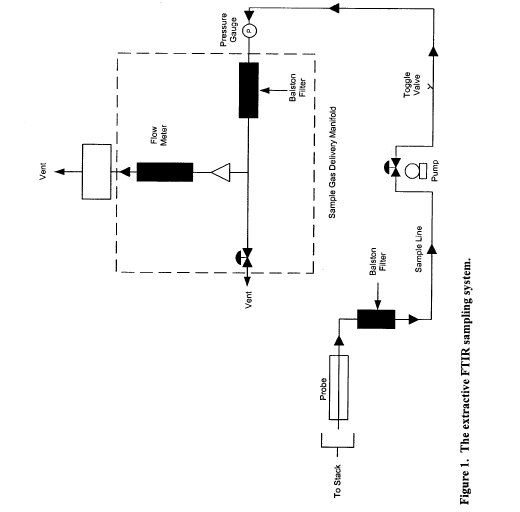 Vent
Flow
Meter
Pressure
Gauge
P
Balston
Filter
Vent
Sample Gas Delivery Manifold
Toggle
Valve
Pump
Sample Line
Balston
Filter
Probe
To Stack
Figure 1. The extractive FTIR sampling system.